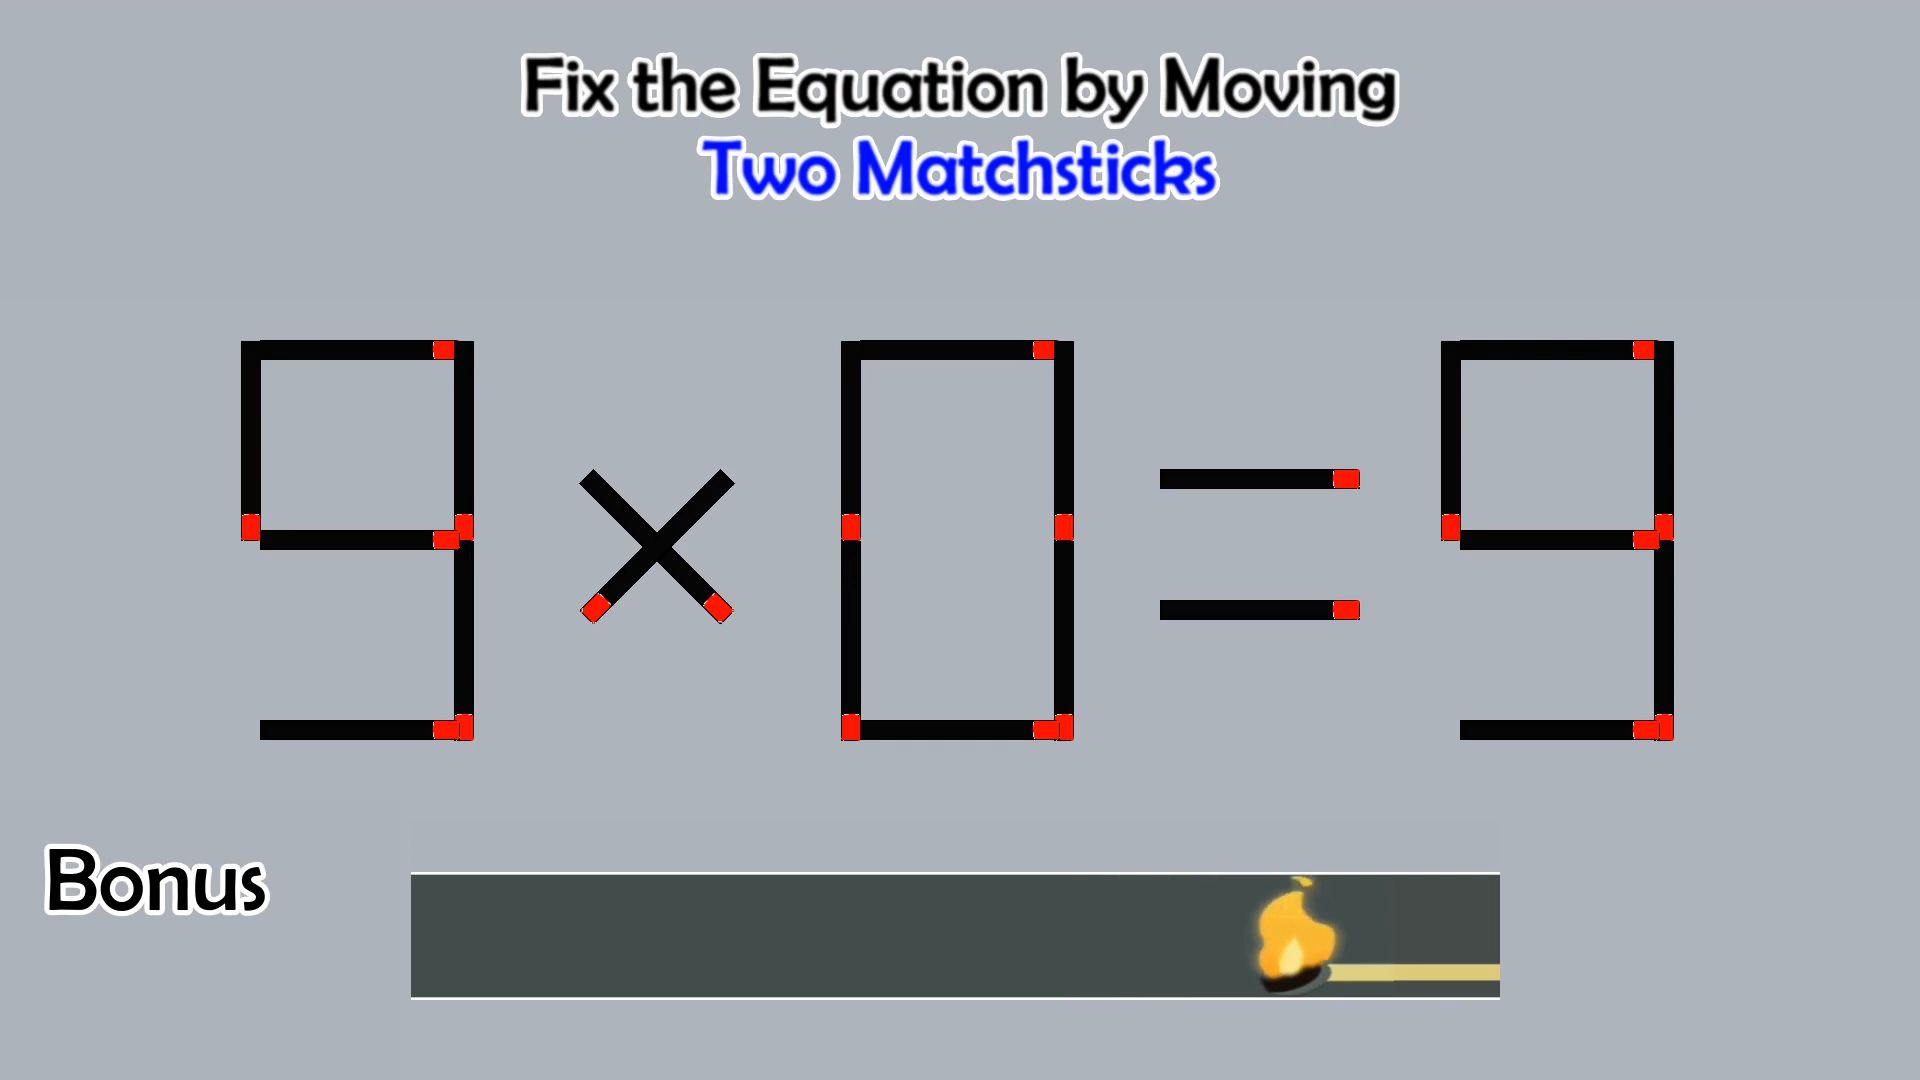 Fix the Equation by Moving
Two Matchsticks
9 × 0 = 9
Bonus